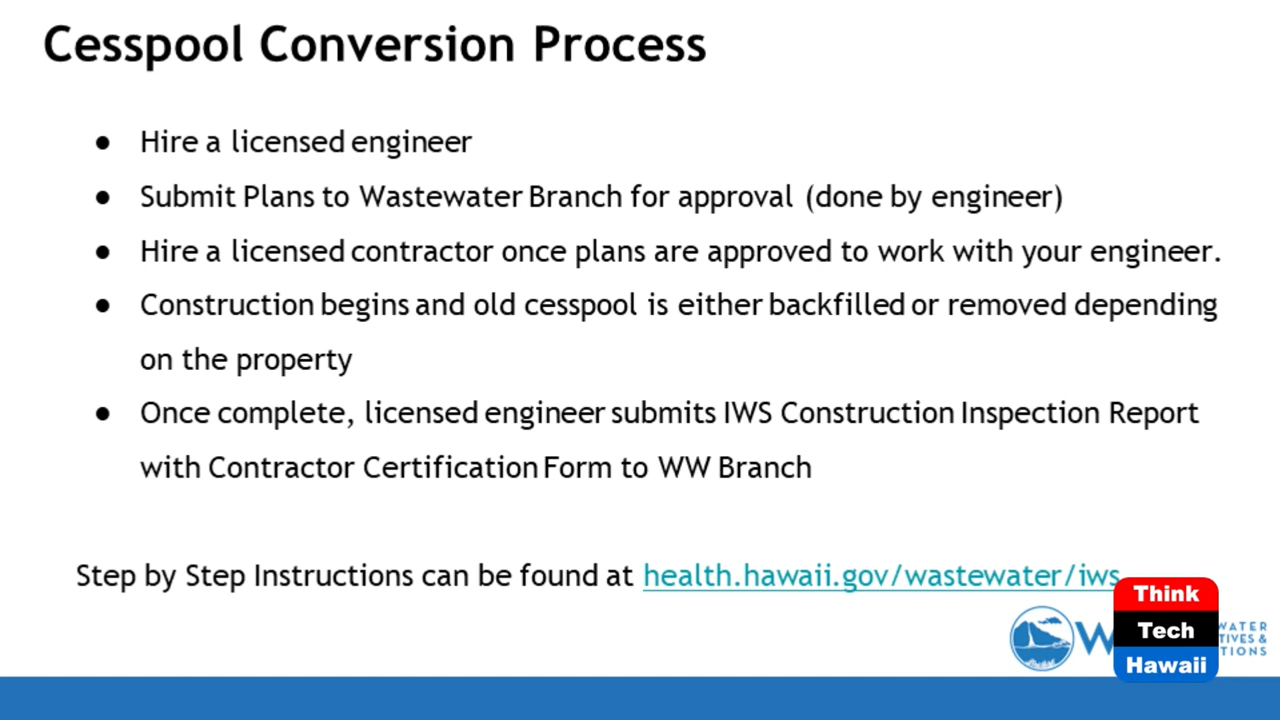 Cesspool Conversion Process
● Hire a licensed engineer
● Submit Plans to Wastewater Branch for approval (done by engineer)
● Hire a licensed contractor once plans are approved to work with your engineer.
● Construction begins and old cesspool is either backfilled or removed depending
on the property
● Once complete, licensed engineer submits IWS Construction Inspection Report
with Contractor Certification Form to WW Branch
Step by Step Instructions can be found at health.hawaii.gov/wastewater/iws
Think
Tech
Hawaii